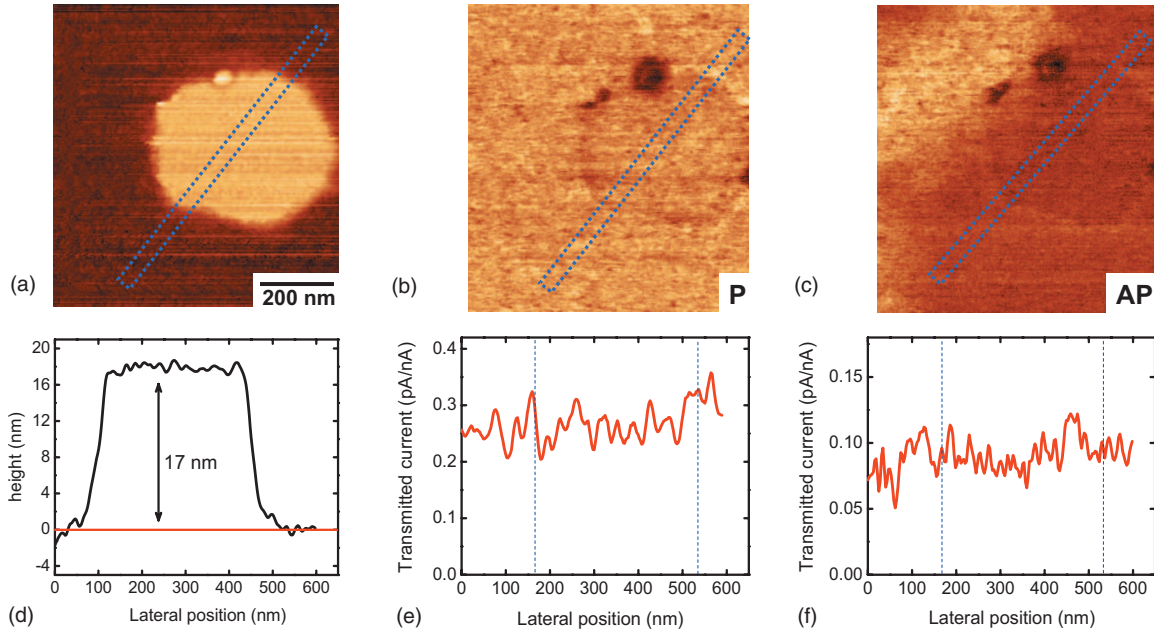 (a)
200 nm
(b)
P
(c)
AP
20
16
12
8
4
0
-4
height (nm)
17 nm
0 100 200 300 400 500 600
Lateral position (nm)
(d)
0.4
0.3
0.2
0.1
0.0
Transmitted current (pA/nA)
0 100 200 300 400 500 600
Lateral position (nm)
(e)
0.15
0.10
0.05
0.00
Transmitted current (pA/nA)
0 100 200 300 400 500 600
Lateral position (nm)
(f)